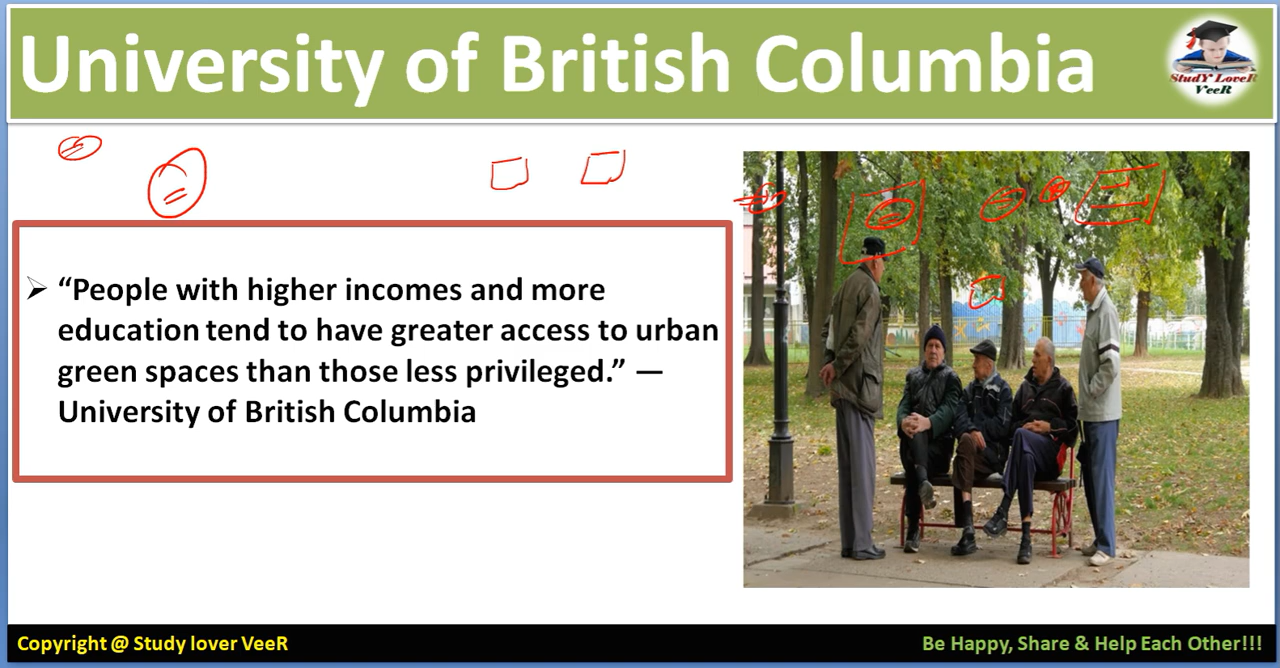 University of British Columbia
StudY LoveR
VeeR
➢ “People with higher incomes and more
education tend to have greater access to urban
green spaces than those less privileged.” —
University of British Columbia
Copyright @ Study lover VeeR
Be Happy, Share & Help Each Other!!!